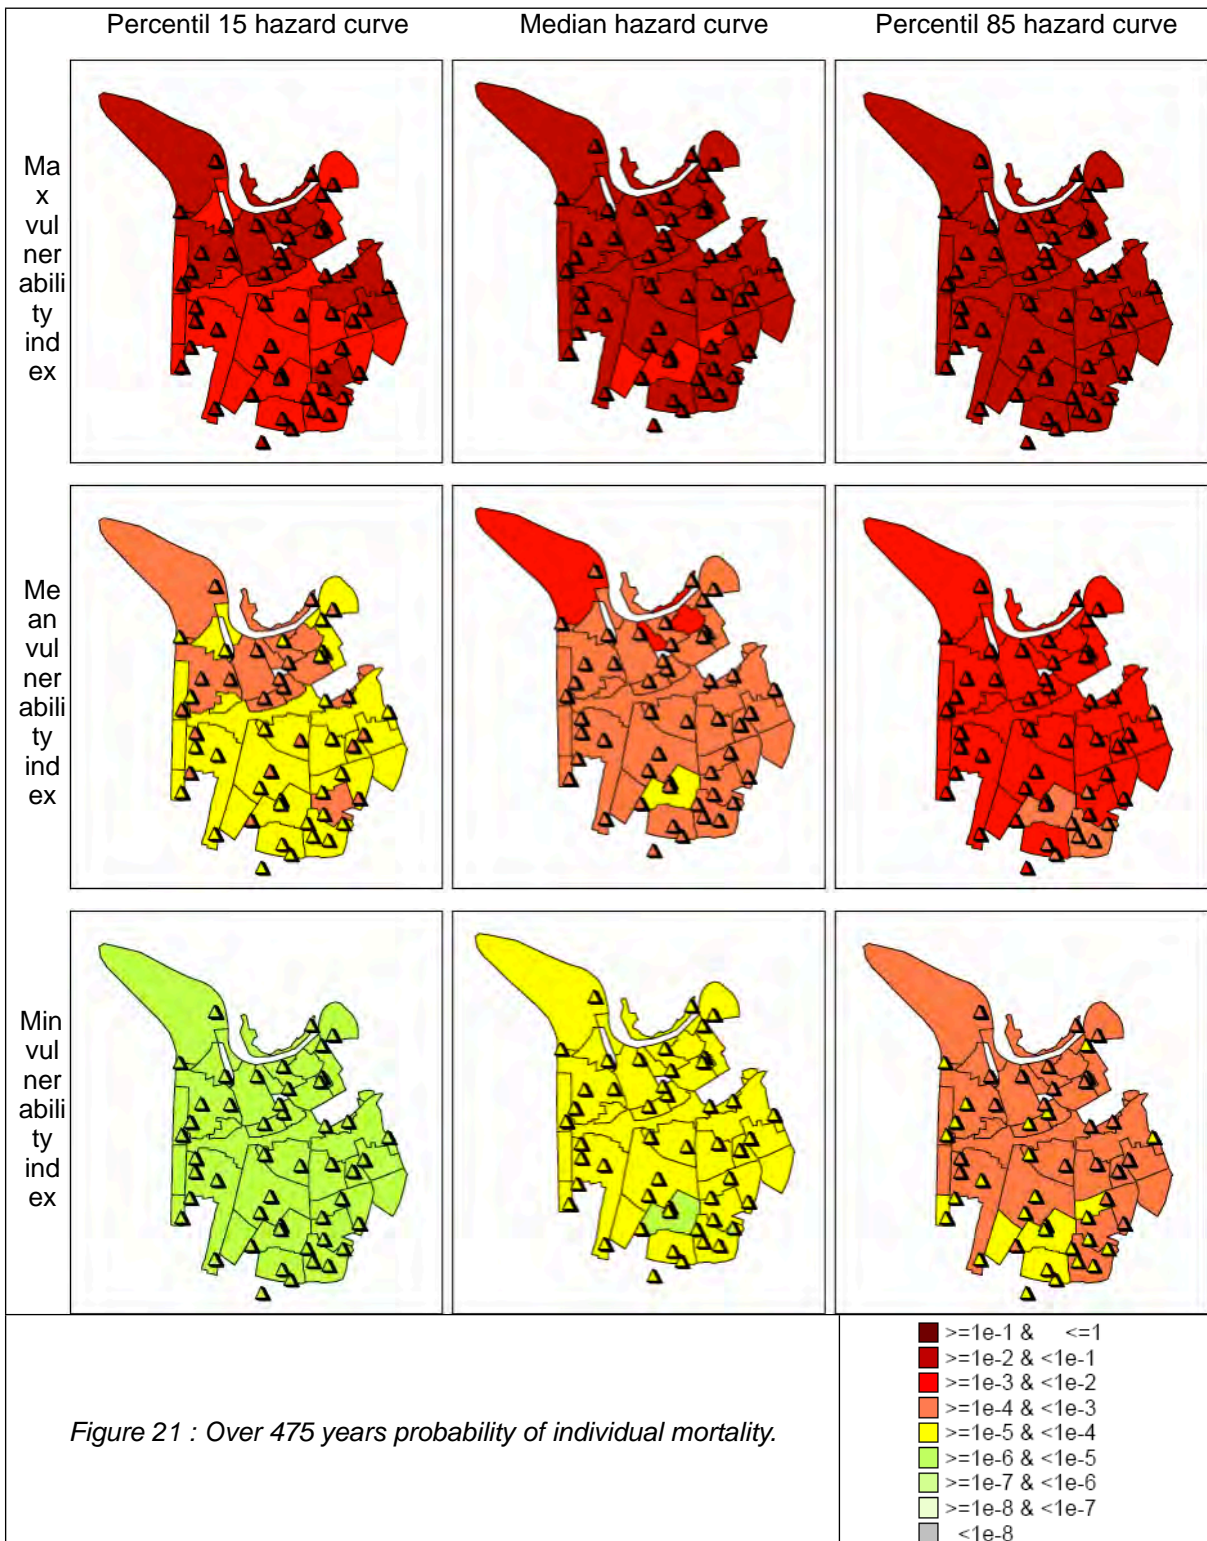 Percentil 15 hazard curve
Median hazard curve
Percentil 85 hazard curve
Ma
x
vul
ner
abili
ty
ind
ex
Me
an
vul
ner
abili
ty
ind
ex
Min
vul
ner
abili
ty
ind
ex
Figure 21 : Over 475 years probability of individual mortality.
>=1e-1 & <=1
>=1e-2 & <1e-1
>=1e-3 & <1e-2
>=1e-4 & <1e-3
>=1e-5 & <1e-4
>=1e-6 & <1e-5
>=1e-7 & <1e-6
>=1e-8 & <1e-7
<1e-8